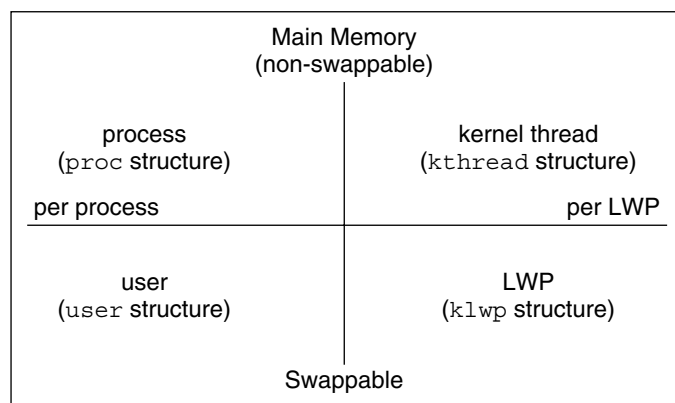 Main Memory
(non-swappable)
process
(proc structure)
kernel thread
(kthread structure)
per process
per LWP
user
(user structure)
LWP
(klwp structure)
Swappable